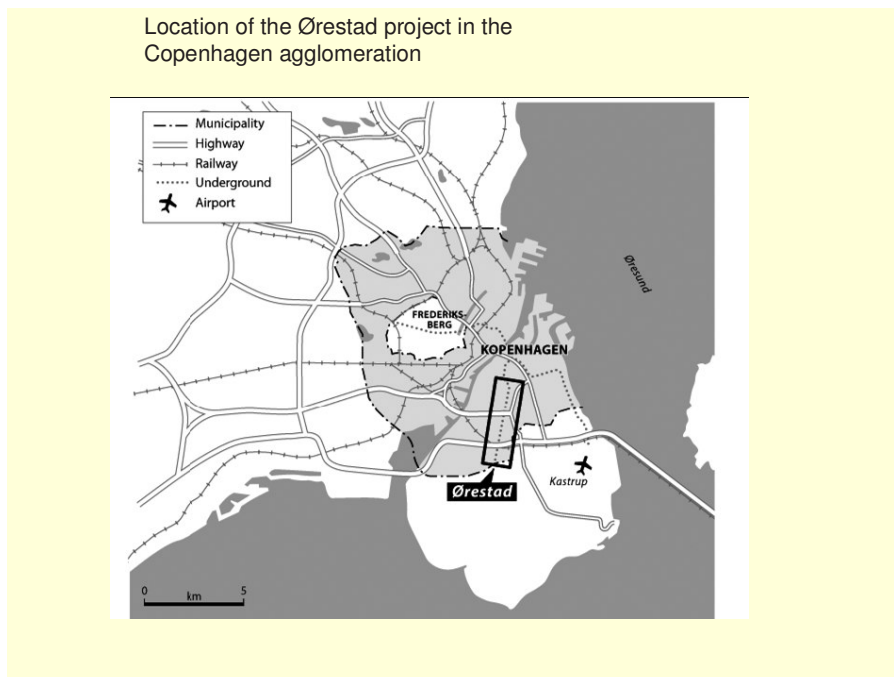 Location of the Ørestad project in the
Copenhagen agglomeration
Municipality
Highway
Railway
Underground
Airport
Øresund
FREDERIKS-
BERG
KOPENHAGEN
Ørestad
Kastrup
0 5
km